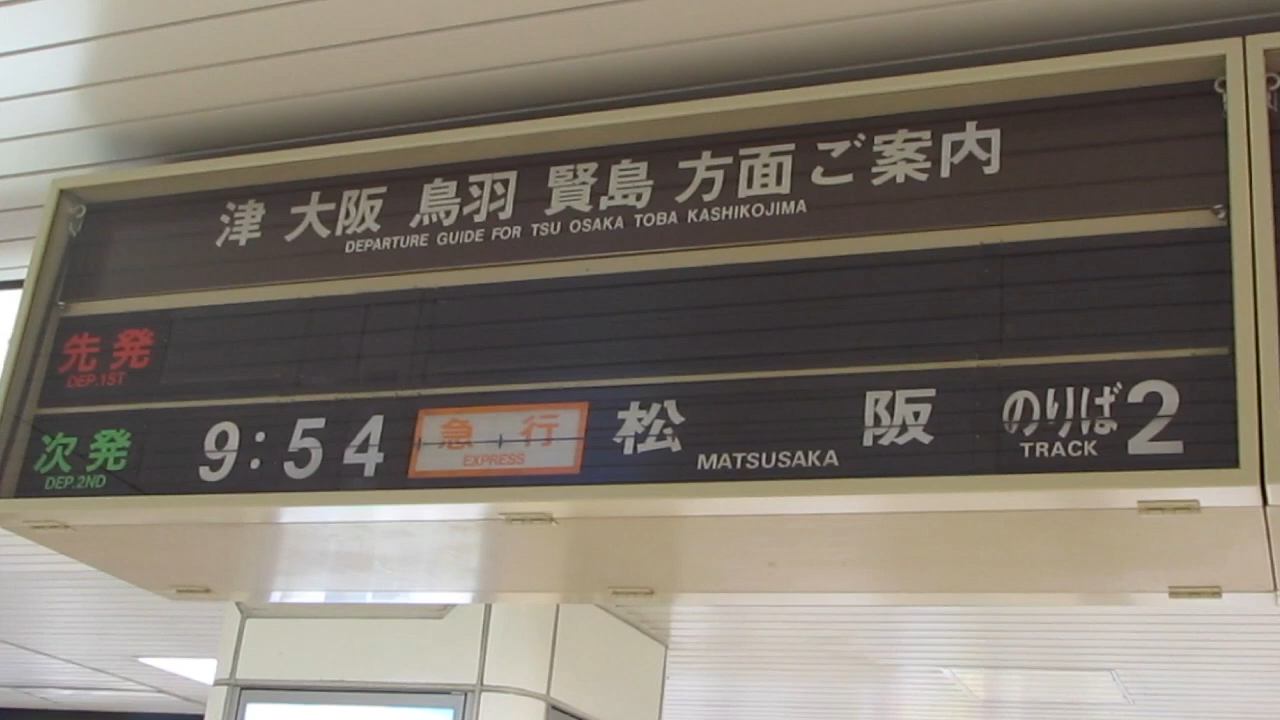 津 大阪 鳥羽 賢島 方面ご案内
DEPARTURE GUIDE FOR TSU OSAKA TOBA KASHIKOJIMA
先発
DEP.1ST
次発 9:54 急行 松阪 のりば 2
DEP.2ND EXPRESS MATSUSAKA TRACK